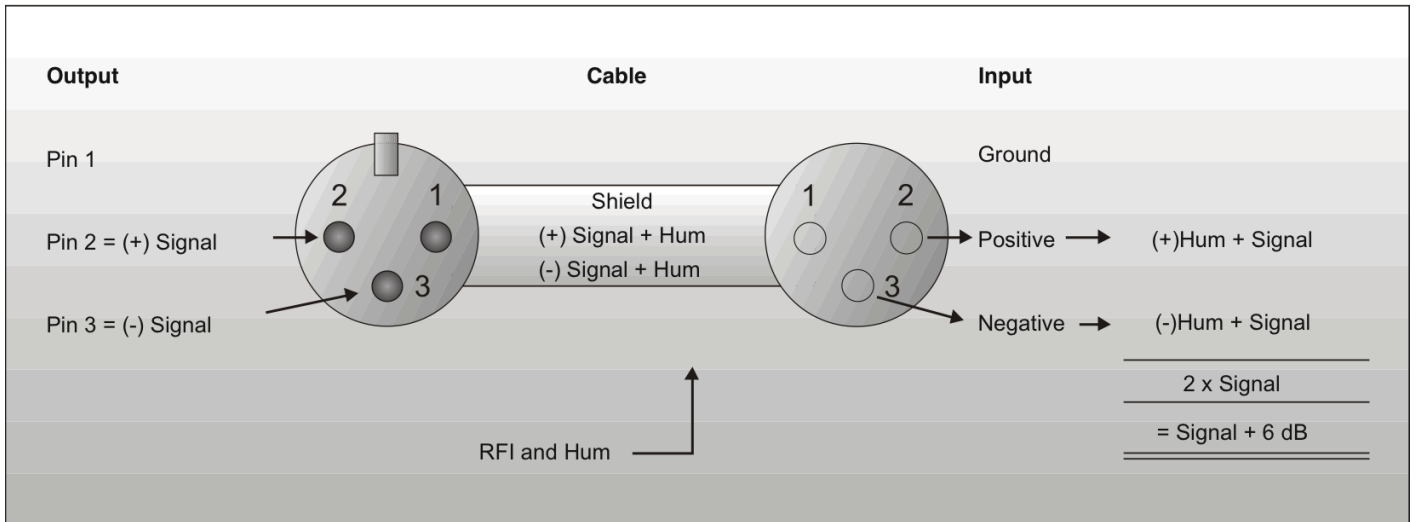 Output Cable Input
Pin 1
Ground
2 1
Shield
1 2
Pin 2 = (+) Signal
(+) Signal + Hum
Positive
(+)Hum + Signal
(-) Signal + Hum
3
3
Pin 3 = (-) Signal
Negative
(-)Hum + Signal
2 x Signal
= Signal + 6 dB
RFI and Hum